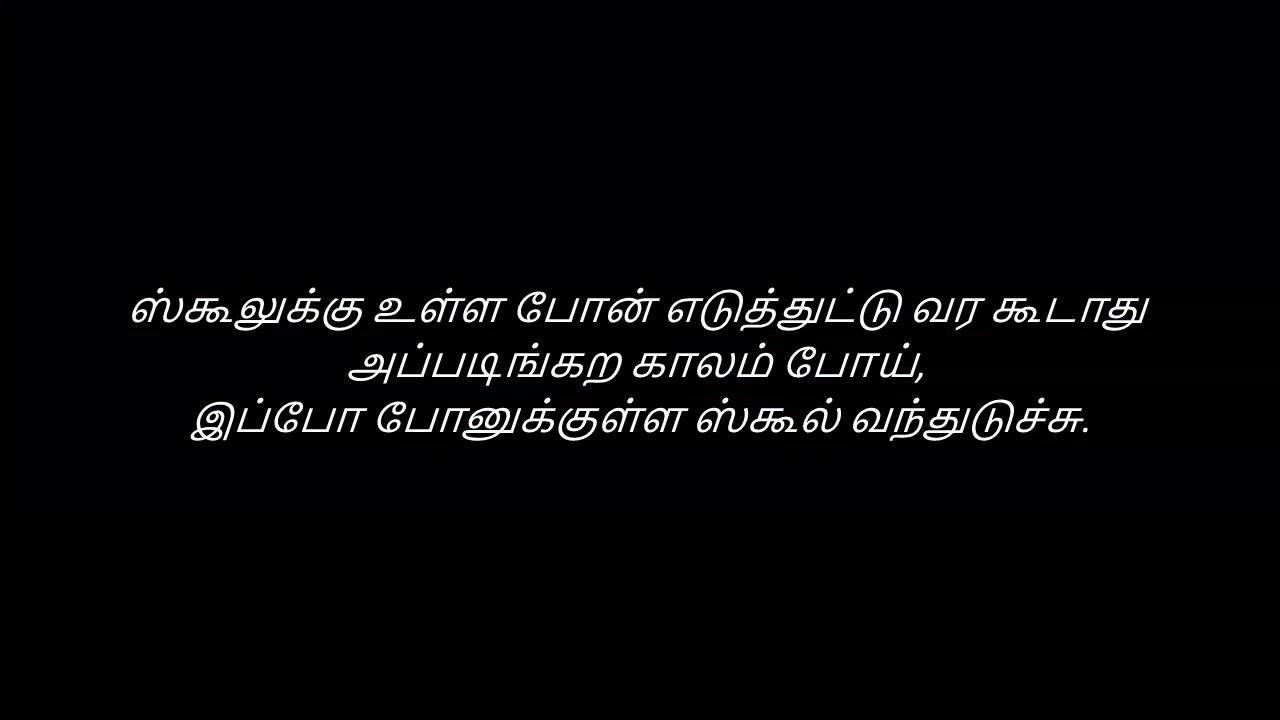 ஸ்கூலுக்கு உள்ள போன் எடுத்துட்டு வர கூடாது
அப்படிங்கற காலம் போய்,
இப்போ போனுக்குள்ள ஸ்கூல் வந்துடுச்சு.